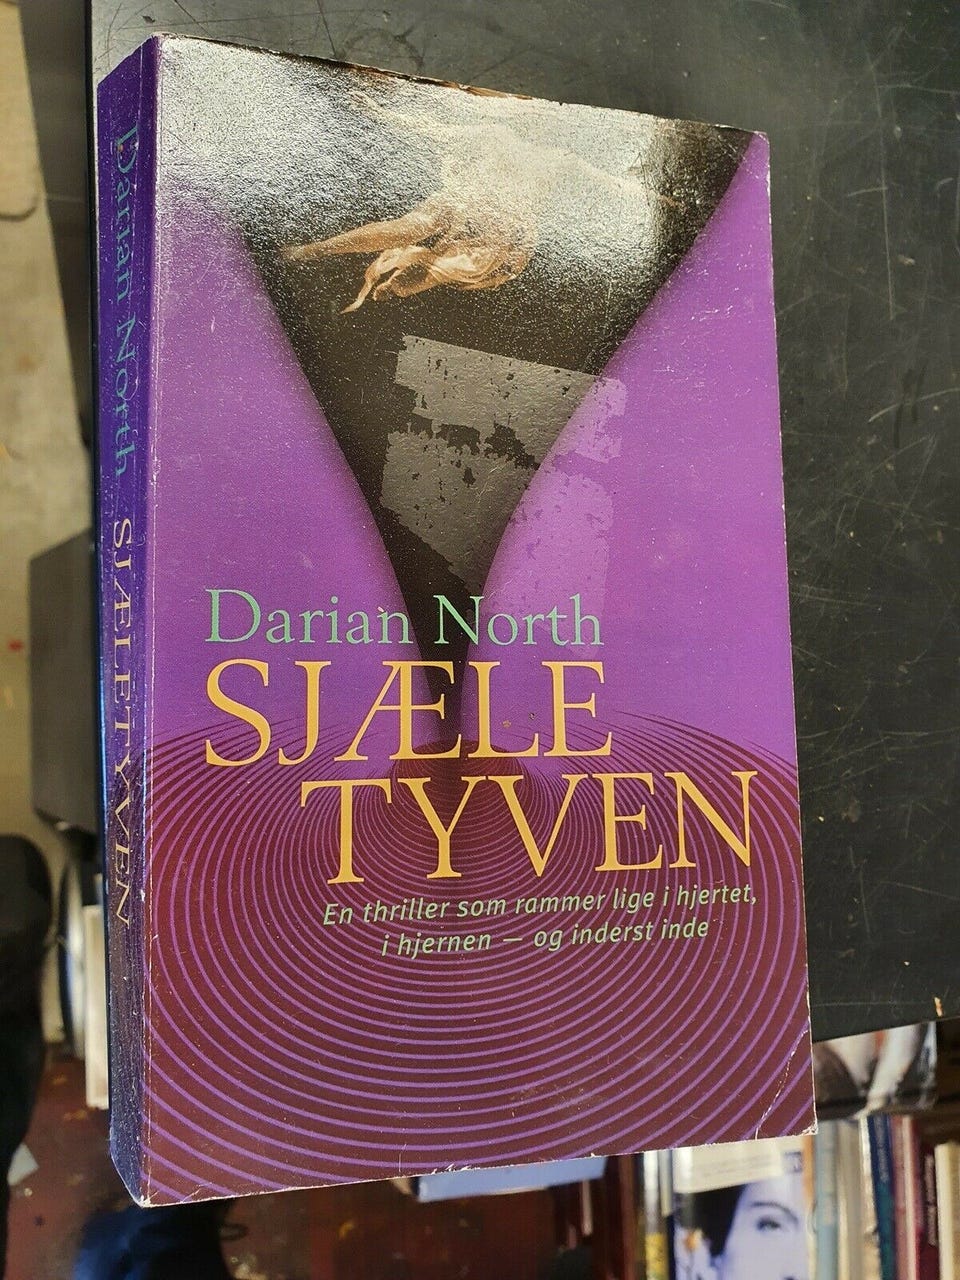 Darian North SJÆLETYVEN
Darian North
SJÆLE
TYVEN
En thriller som rammer lige i hjertet,
i hjernen — og inderst inde